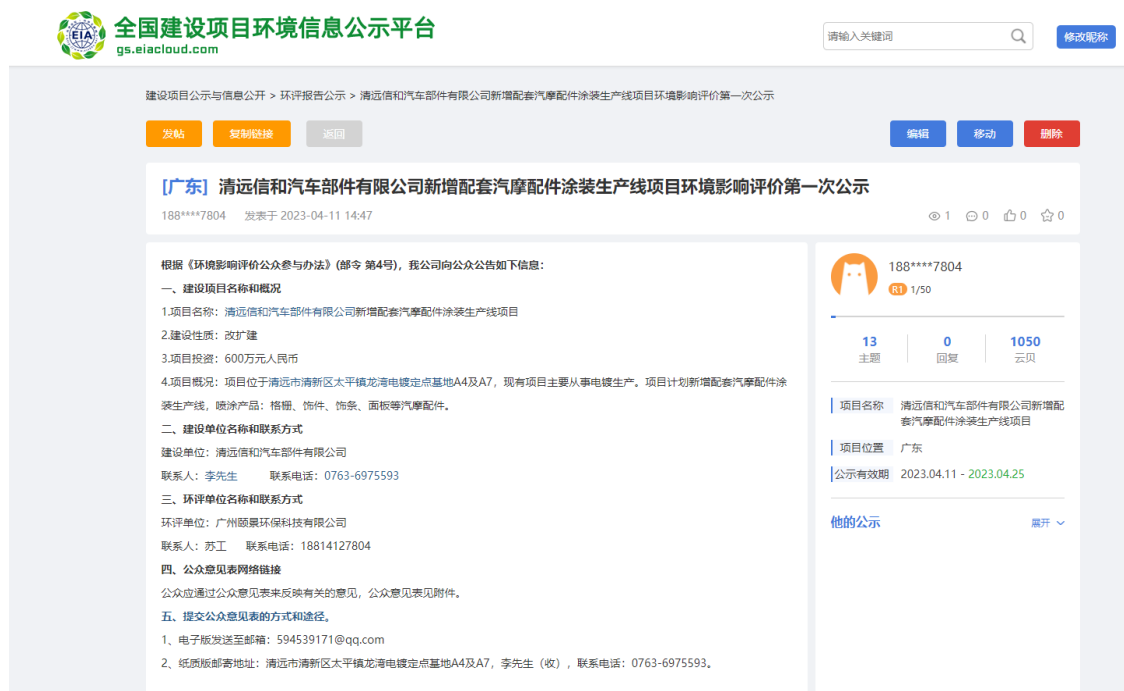 EIA
全国建设项目环境信息公示平台
gs.eiacloud.com
请输入关键词
修改昵称
建设项目公示与信息公开 > 环评报告公示 > 清远信和汽车部件有限公司新增配套汽摩配件涂装生产线项目环境影响评价第一次公示
发帖 复制链接 返回 编辑 移动 删除
[广东] 清远信和汽车部件有限公司新增配套汽摩配件涂装生产线项目环境影响评价第一次公示
188****7804 发表于 2023-04-11 14:47 1 0 0 0
根据《环境影响评价公众参与办法》(部令 第4号)，我公司向公众公告如下信息：
一、建设项目名称和概况
1.项目名称：清远信和汽车部件有限公司新增配套汽摩配件涂装生产线项目
2.建设性质：改扩建
3.项目投资：600万元人民币
4.项目概况：项目位于清远市清新区太平镇龙湾电镀定点基地A4及A7，现有项目主要从事电镀生产。项目计划新增配套汽摩配件涂
装生产线，喷涂产品：格栅、饰件、饰条、面板等汽摩配件。
二、建设单位名称和联系方式
建设单位：清远信和汽车部件有限公司
联系人：李先生 联系电话：0763-6975593
三、环评单位名称和联系方式
环评单位：广州颐景环保科技有限公司
联系人：苏工 联系电话：18814127804
四、公众意见表网络链接
公众应通过公众意见表来反映有关的意见，公众意见表见附件。
五、提交公众意见表的方式和途径。
1、电子版发送至邮箱：594539171@qq.com
2、纸质版邮寄地址：清远市清新区太平镇龙湾电镀定点基地A4及A7，李先生（收），联系电话：0763-6975593。
188****7804
R1 1/50
13 0 1050
主题 回复 云贝
项目名称 清远信和汽车部件有限公司新增配
套汽摩配件涂装生产线项目
项目位置 广东
公示有效期 2023.04.11 - 2023.04.25
他的公示 展开